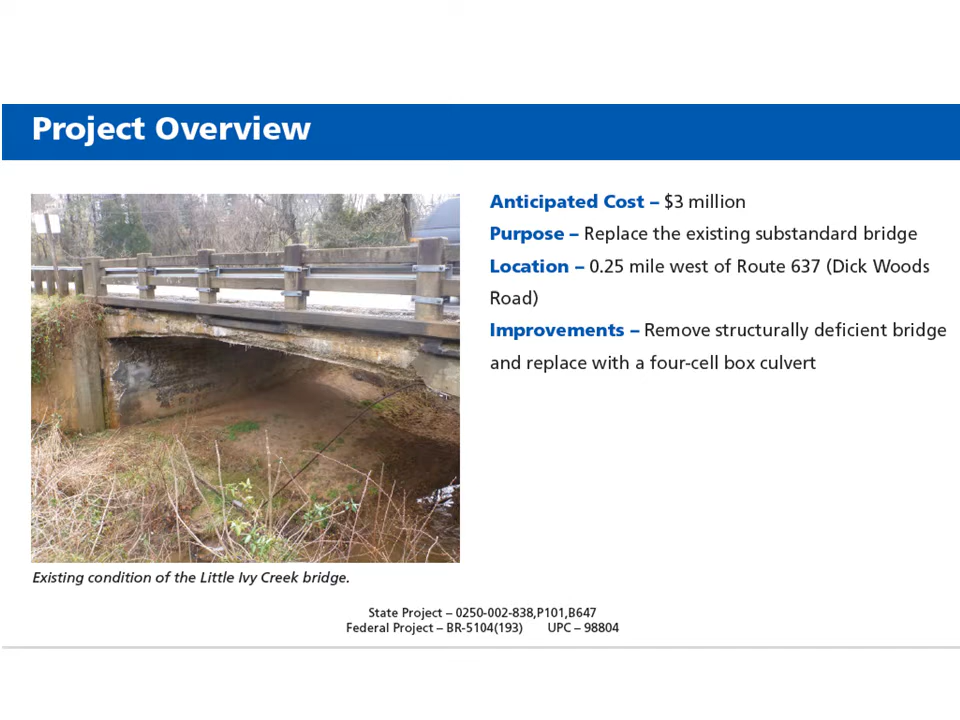 Project Overview
Anticipated Cost – $3 million
Purpose – Replace the existing substandard bridge
Location – 0.25 mile west of Route 637 (Dick Woods
Road)
Improvements – Remove structurally deficient bridge
and replace with a four-cell box culvert
Existing condition of the Little Ivy Creek bridge.
State Project – 0250-002-838,P101,B647
Federal Project – BR-5104(193) UPC – 98804